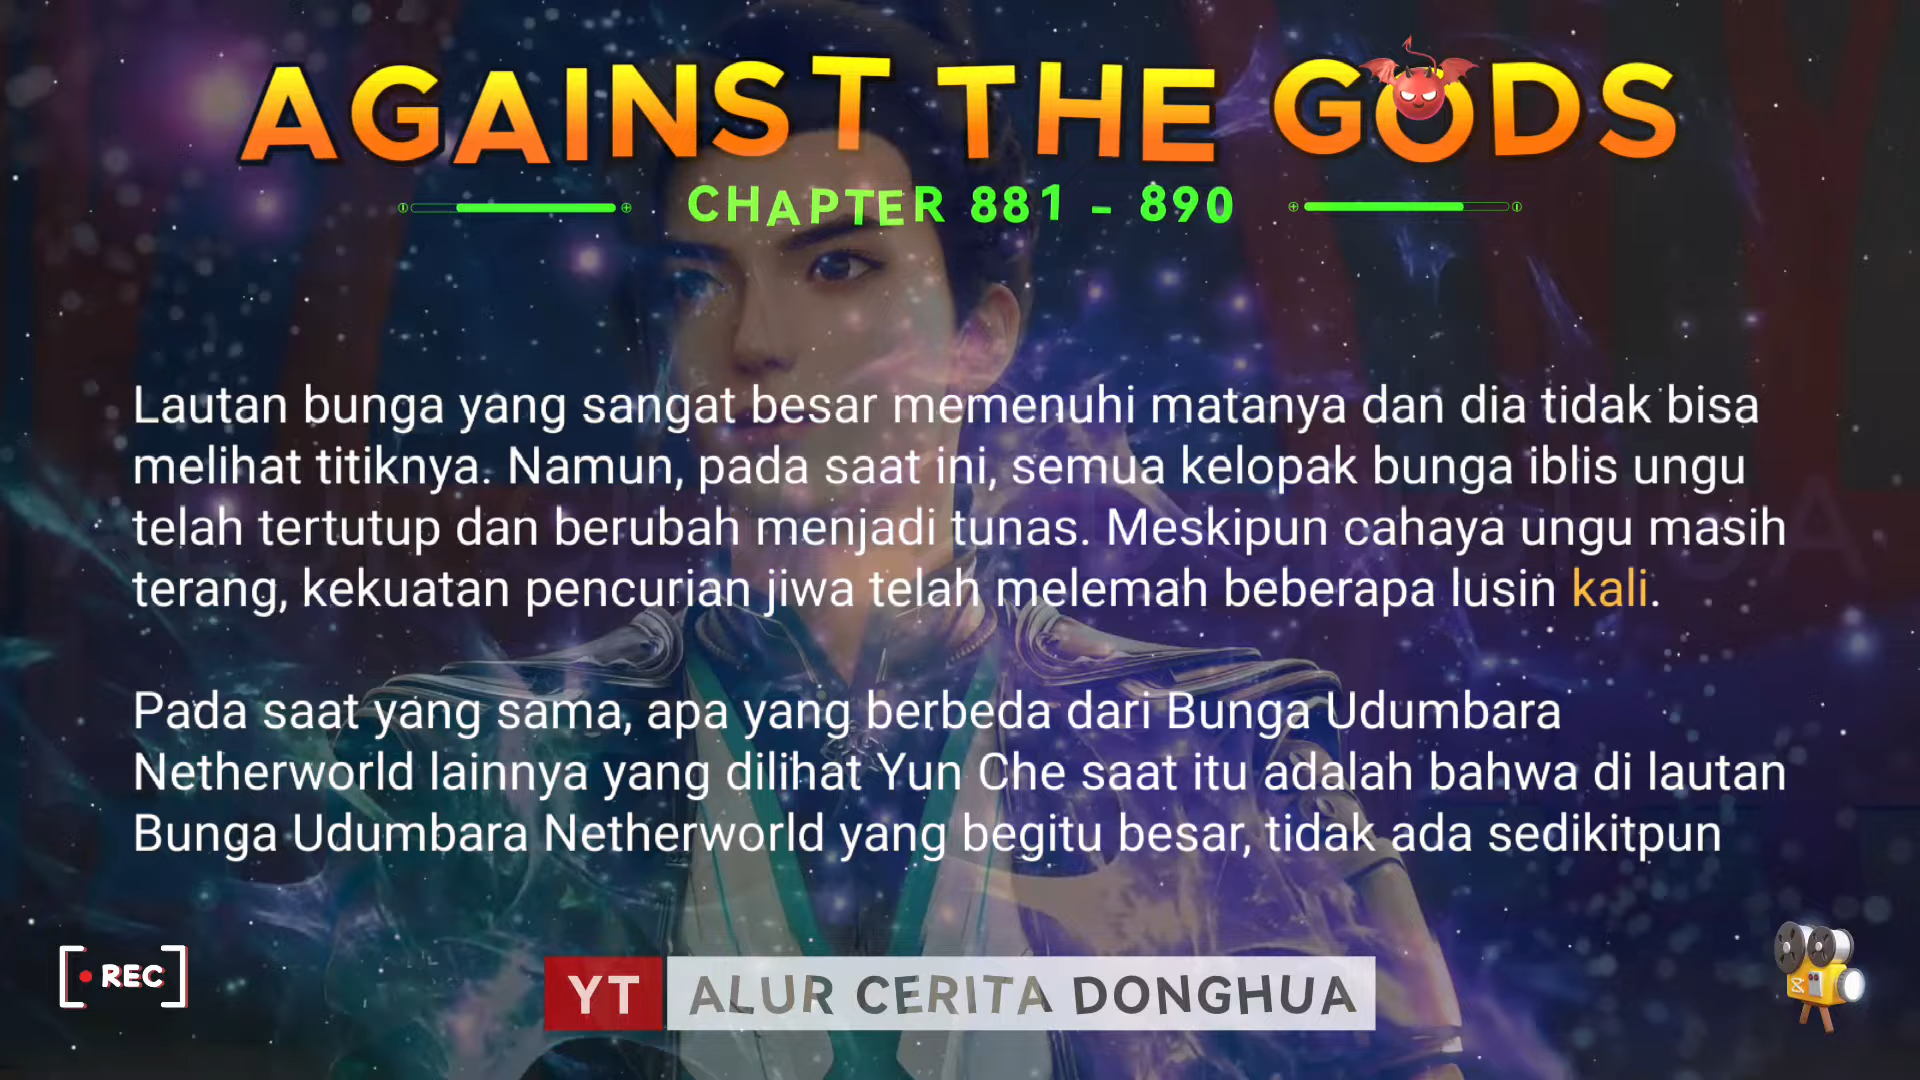 AGAINST THE GODS
CHAPTER 881 - 890
Lautan bunga yang sangat besar memenuhi matanya dan dia tidak bisa
melihat titiknya. Namun, pada saat ini, semua kelopak bunga iblis ungu
telah tertutup dan berubah menjadi tunas. Meskipun cahaya ungu masih
terang, kekuatan pencurian jiwa telah melemah beberapa lusin kali.
Pada saat yang sama, apa yang berbeda dari Bunga Udumbara
Netherworld lainnya yang dilihat Yun Che saat itu adalah bahwa di lautan
Bunga Udumbara Netherworld yang begitu besar, tidak ada sedikitpun
REC
YT ALUR CERITA DONGHUA